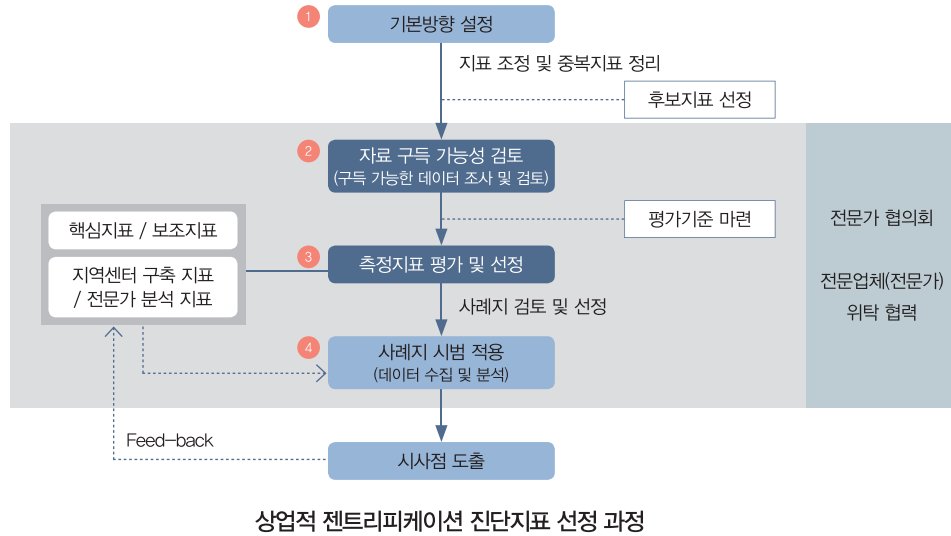 1
기본방향 설정
지표 조정 및 중복지표 정리
후보지표 선정
2
자료 구득 가능성 검토
(구득 가능한 데이터 조사 및 검토)
평가기준 마련
핵심지표 / 보조지표
지역센터 구축 지표
/ 전문가 분석 지표
3
측정지표 평가 및 선정
사례지 검토 및 선정
4
사례지 시범 적용
(데이터 수집 및 분석)
전문가 협의회
전문업체(전문가)
위탁 협력
Feed-back
시사점 도출
상업적 젠트리피케이션 진단지표 선정 과정